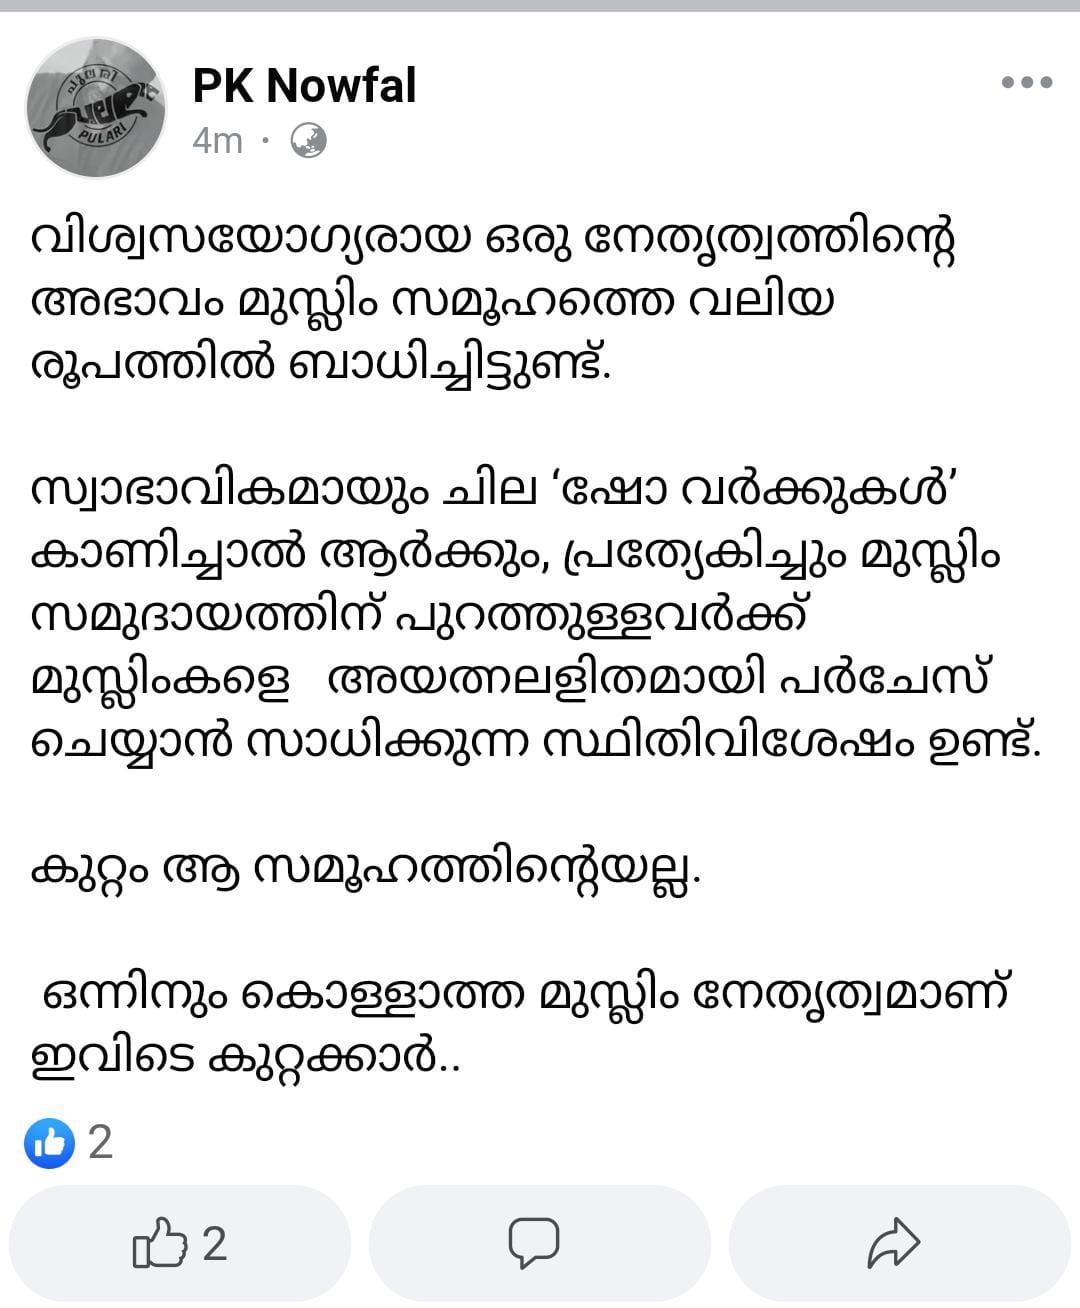 PK Nowfal
4m ·
വിശ്വസയോഗ്യരായ ഒരു നേതൃത്വത്തിന്റെ
അഭാവം മുസ്ലിം സമൂഹത്തെ വലിയ
രൂപത്തിൽ ബാധിച്ചിട്ടുണ്ട്.
സ്വാഭാവികമായും ചില ‘ഷോ വർക്കുകൾ’
കാണിച്ചാൽ ആർക്കും, പ്രത്യേകിച്ചും മുസ്ലിം
സമുദായത്തിന് പുറത്തുള്ളവർക്ക്
മുസ്ലിംകളെ   അയത്നലളിതമായി പർചേസ്
ചെയ്യാൻ സാധിക്കുന്ന സ്ഥിതിവിശേഷം ഉണ്ട്.
കുറ്റം ആ സമൂഹത്തിന്റെയല്ല.
ഒന്നിനും കൊള്ളാത്ത മുസ്ലിം നേതൃത്വമാണ്
ഇവിടെ കുറ്റക്കാർ..
2
2
പുലരി
PULARI